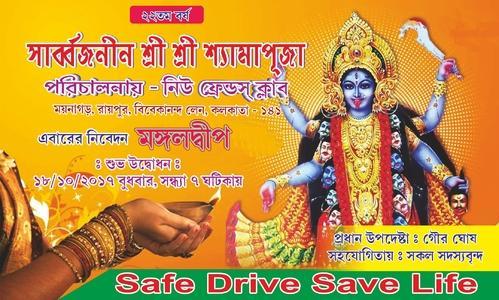 ২২তম বর্ষ
সার্ব্বজনীন শ্রী শ্রী শ্যামাপূজা
পরিচালনায় - নিউ ফ্রেন্ডস্ ক্লাব
ময়নাগড়, রায়পুর, বিবেকানন্দ লেন, কলকাতা - ১৪১
এবারের নিবেদন মঙ্গলদ্বীপ
ঃ শুভ উদ্বোধন ঃ
১৮/১০/২০১৭ বুধবার, সন্ধ্যা ৭ ঘটিকায়
প্রধান উপদেষ্টা ঃ গৌর ঘোষ
সহযোগিতায় ঃ সকল সদস্যবৃন্দ
Safe Drive Save Life